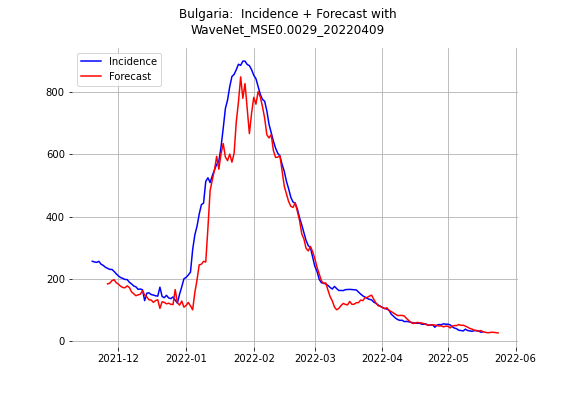 Bulgaria:  Incidence + Forecast with
WaveNet_MSE0.0029_20220409
Incidence
Forecast
800
600
400
200
0
2021-12 2022-01 2022-02 2022-03 2022-04 2022-05 2022-06